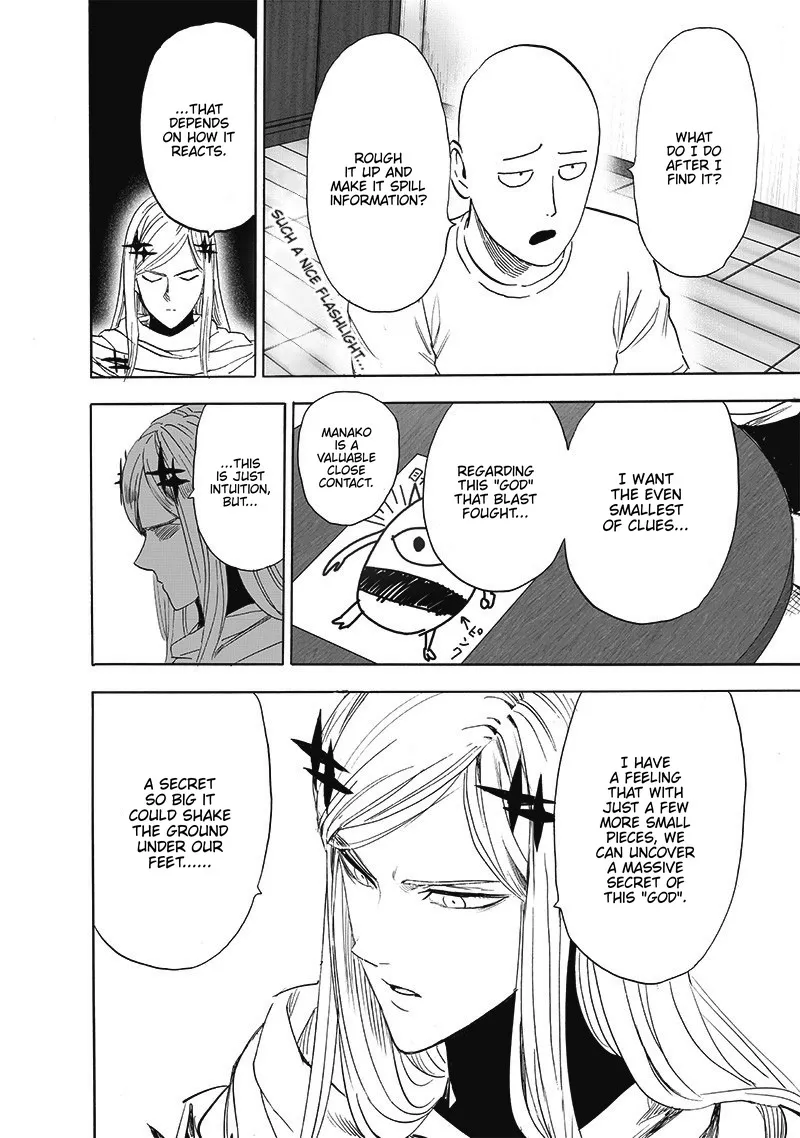 WHAT
DO I DO
AFTER I
FIND IT?
ROUGH
IT UP AND
MAKE IT SPILL
INFORMATION?
SUCH A NICE FLASHLIGHT...
...THAT
DEPENDS
ON HOW IT
REACTS.
I WANT
THE EVEN
SMALLEST
OF CLUES...
REGARDING
THIS "GOD"
THAT BLAST
FOUGHT...
MANAKO
IS A
VALUABLE
CLOSE
CONTACT.
...THIS
IS JUST
INTUITION,
BUT...
I HAVE
A FEELING
THAT WITH
JUST A FEW
MORE SMALL
PIECES, WE
CAN UNCOVER
A MASSIVE
SECRET OF
THIS "GOD".
A SECRET
SO BIG IT
COULD SHAKE
THE GROUND
UNDER OUR
FEET......